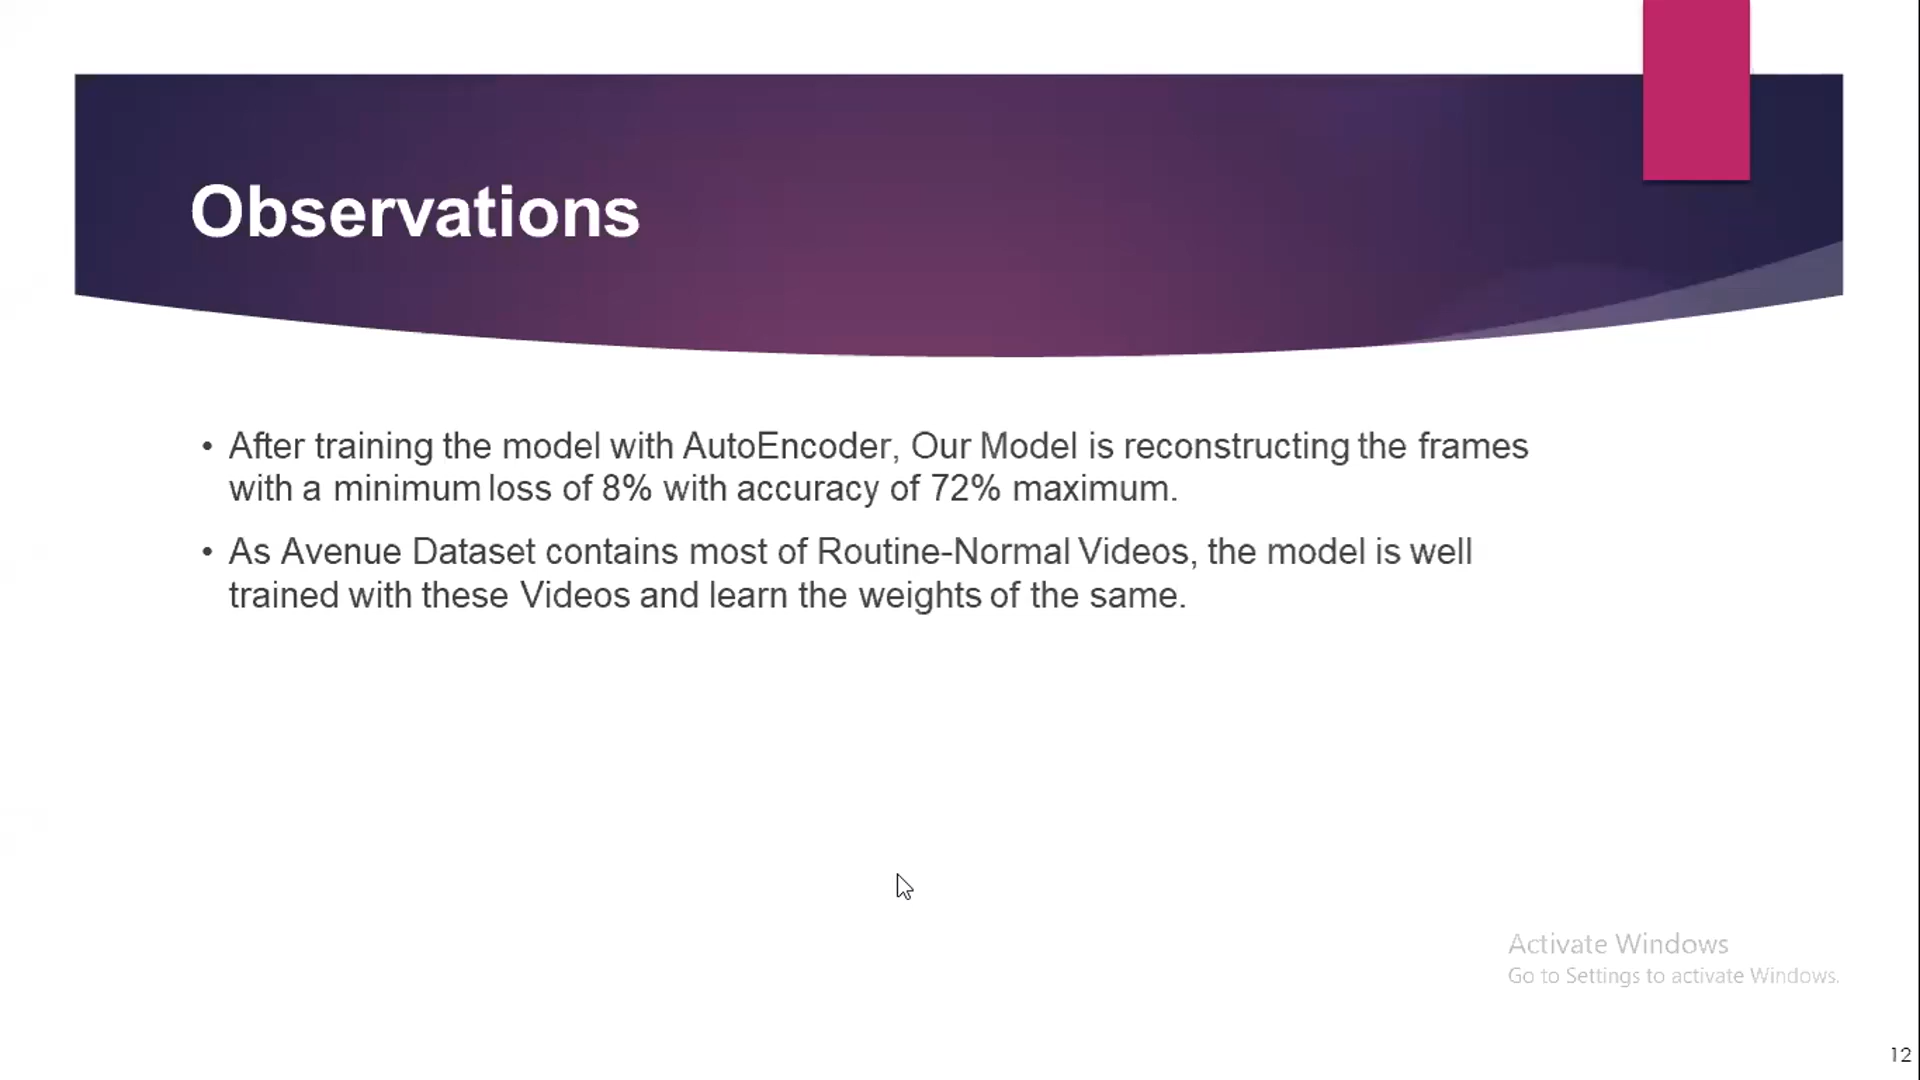 Observations
• After training the model with AutoEncoder, Our Model is reconstructing the frames
with a minimum loss of 8% with accuracy of 72% maximum.
• As Avenue Dataset contains most of Routine-Normal Videos, the model is well
trained with these Videos and learn the weights of the same.
Activate Windows
Go to Settings to activate Windows.
12